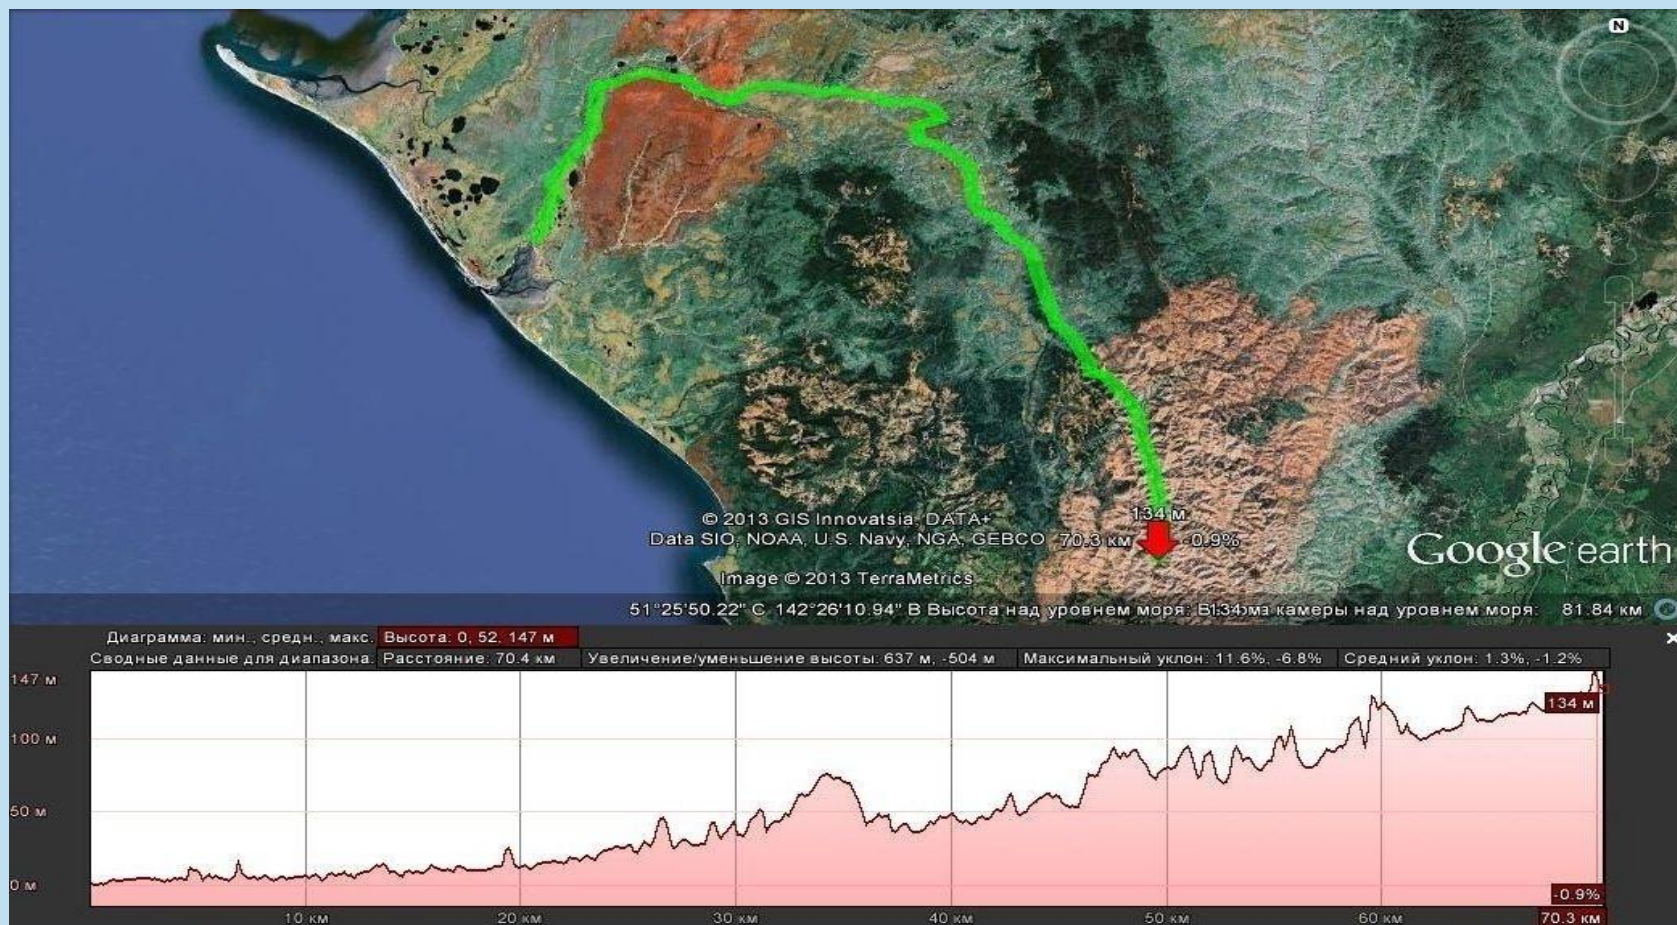 N
© 2013 GIS Innovatsia, DATA+
Data SIO, NOAA, U.S. Navy, NGA, GEBCO
134 м
70.3 км -0.9%
Image © 2013 TerraMetrics
Google earth
51°25'50.22" С 142°26'10.94" В Высота над уровнем моря: 134 м камеры над уровнем моря: 81.84 км
Диаграмма: мин., средн., макс. Высота: 0, 52, 147 м
Сводные данные для диапазона: Расстояние: 70.4 км Увеличение/уменьшение высоты: 637 м, -504 м Максимальный уклон: 11.6%, -6.8% Средний уклон: 1.3%, -1.2%
147 м
134 м
100 м
50 м
0 м
-0.9%
10 км 20 км 30 км 40 км 50 км 60 км 70.3 км